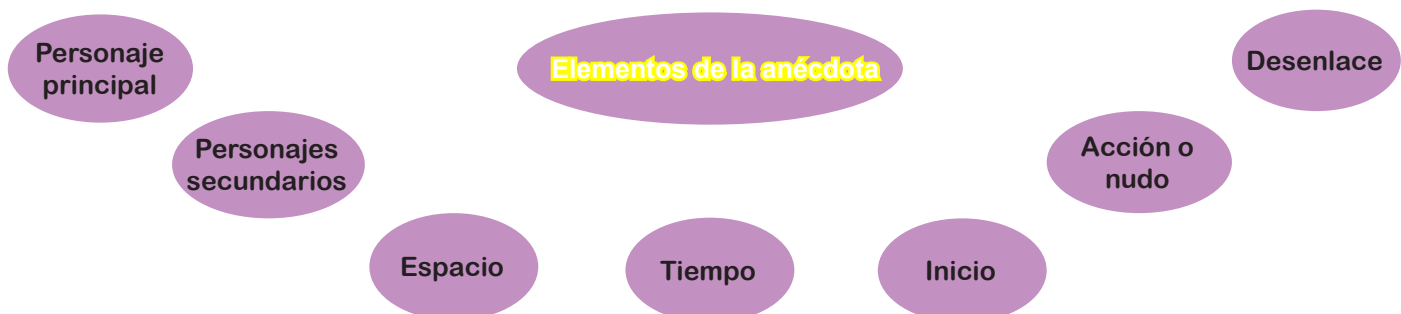 Elementos de la anécdota
Personaje
principal
Personajes
secundarios
Espacio
Tiempo
Inicio
Acción o
nudo
Desenlace